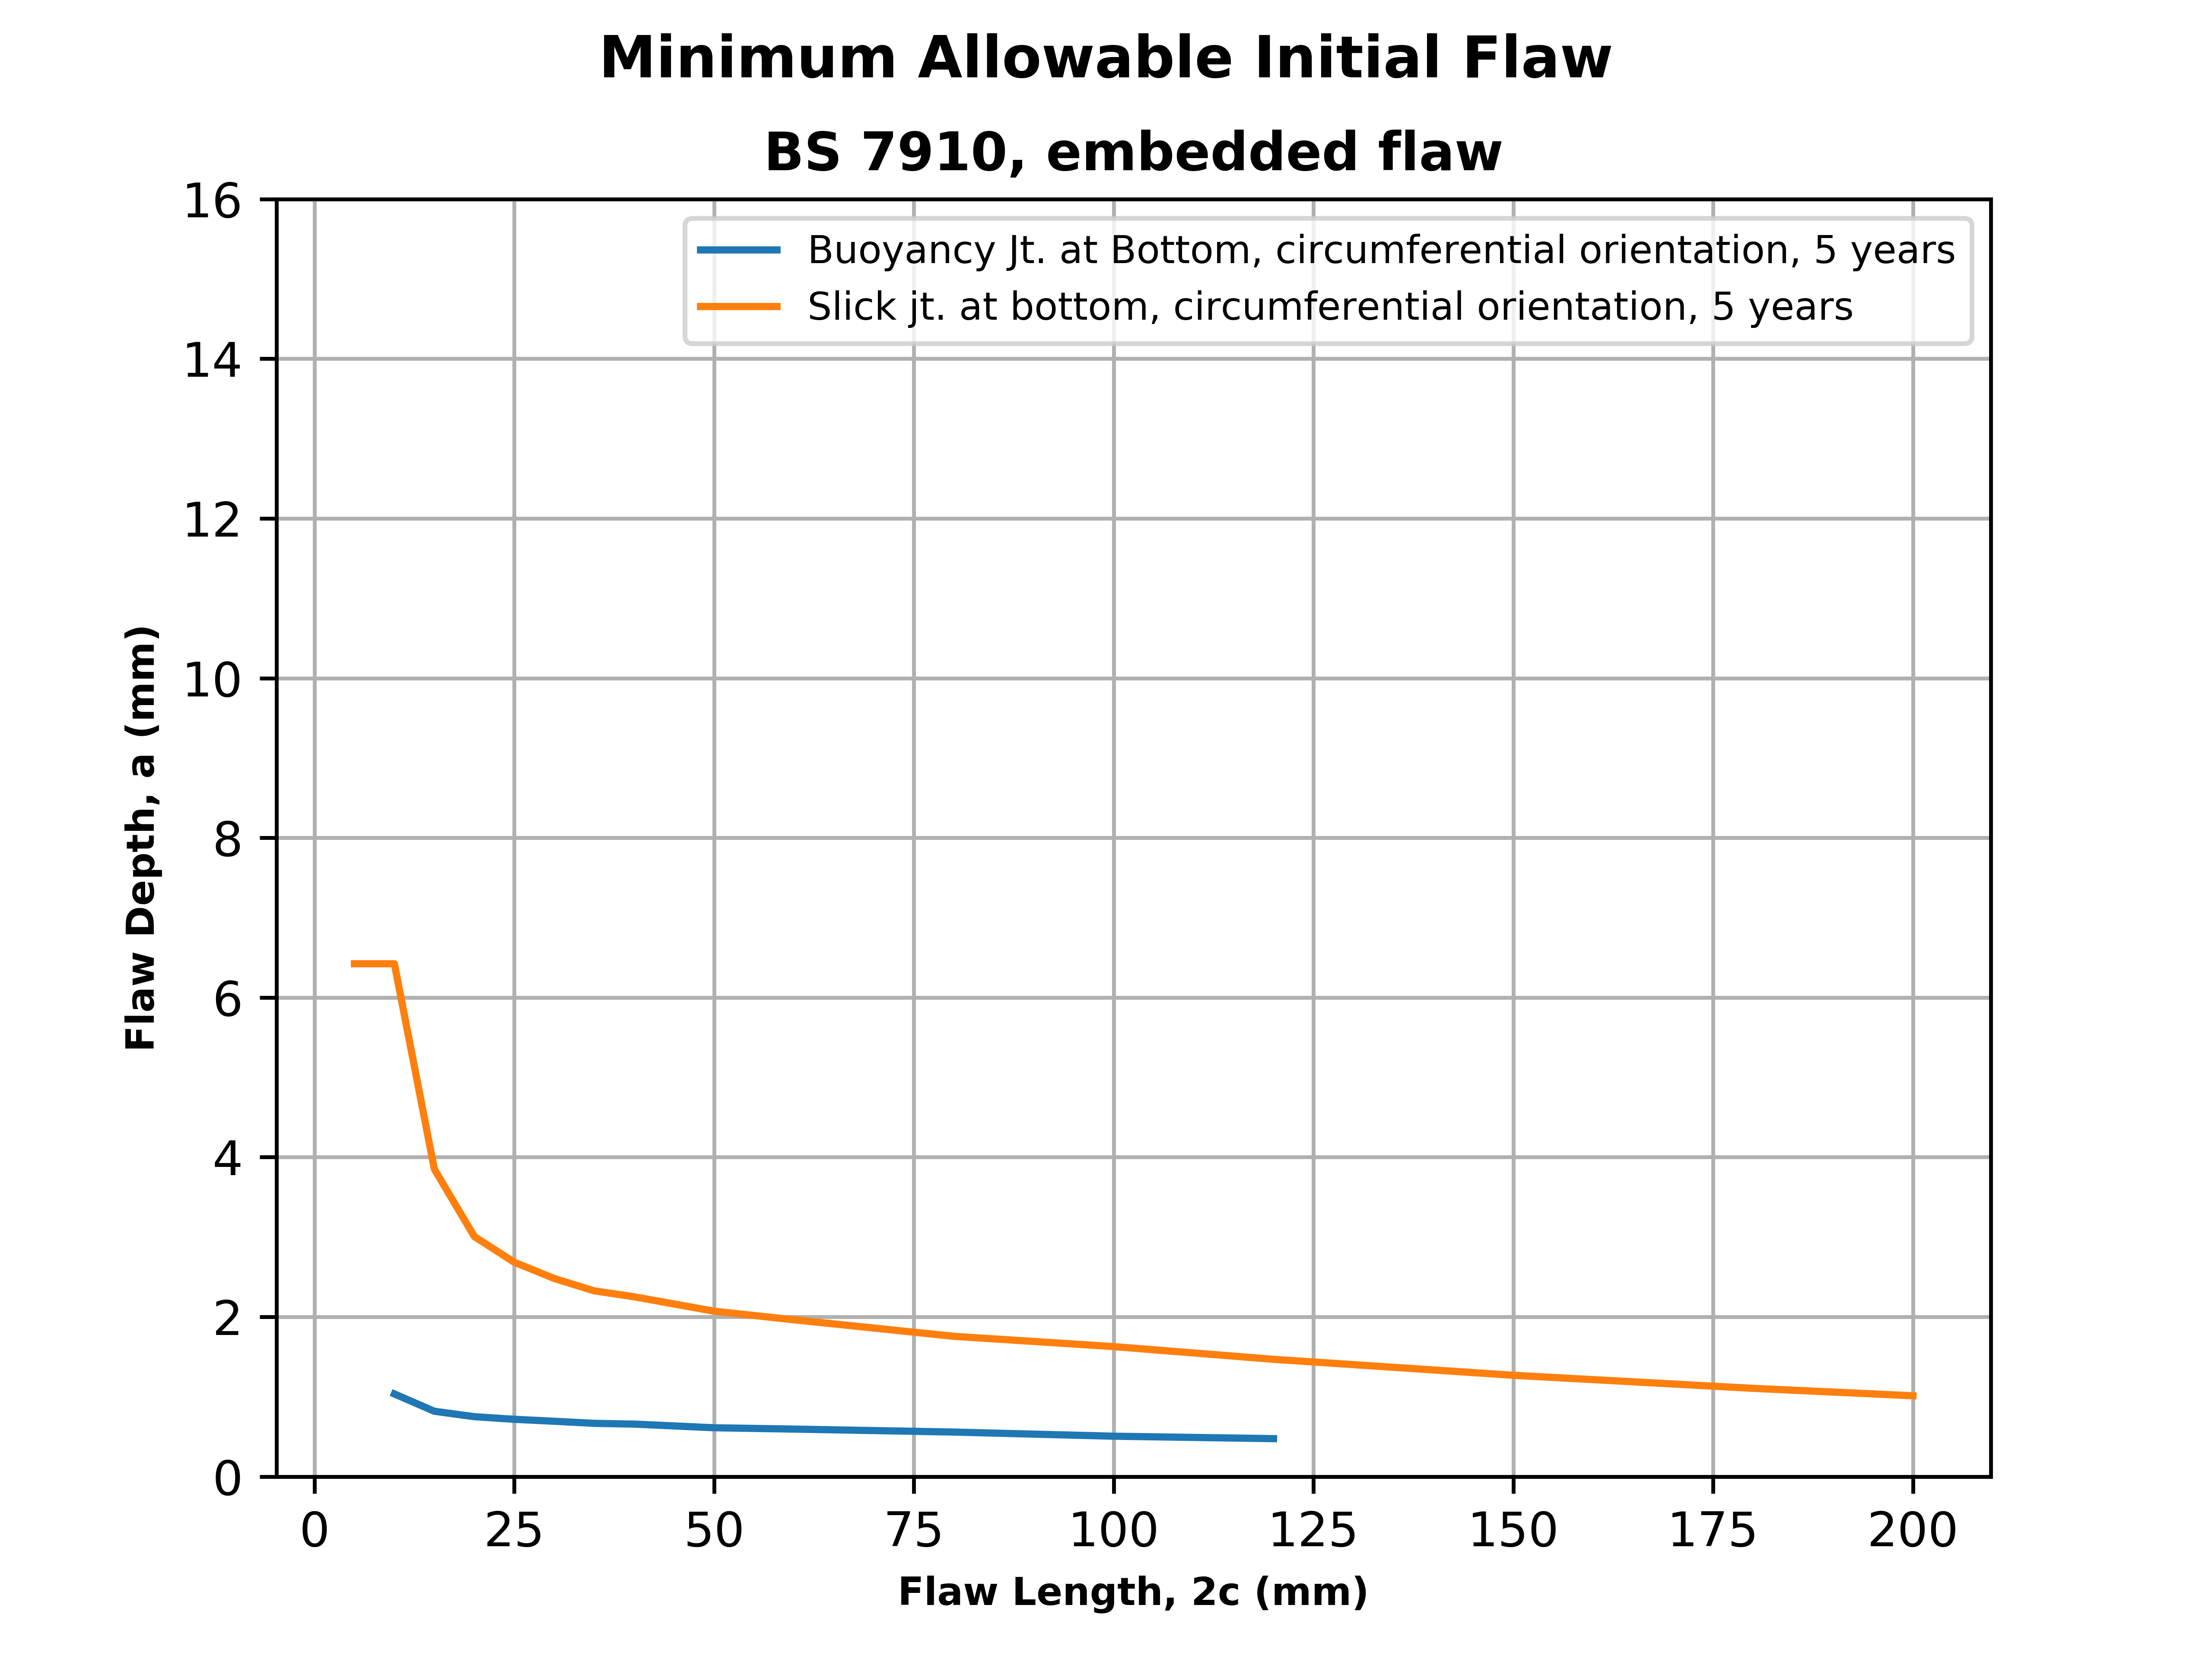 Minimum Allowable Initial Flaw
BS 7910, embedded flaw
Buoyancy Jt. at Bottom, circumferential orientation, 5 years
Slick jt. at bottom, circumferential orientation, 5 years
16
14
12
10
8
6
4
2
0
Flaw Depth, a (mm)
0 25 50 75 100 125 150 175 200
Flaw Length, 2c (mm)